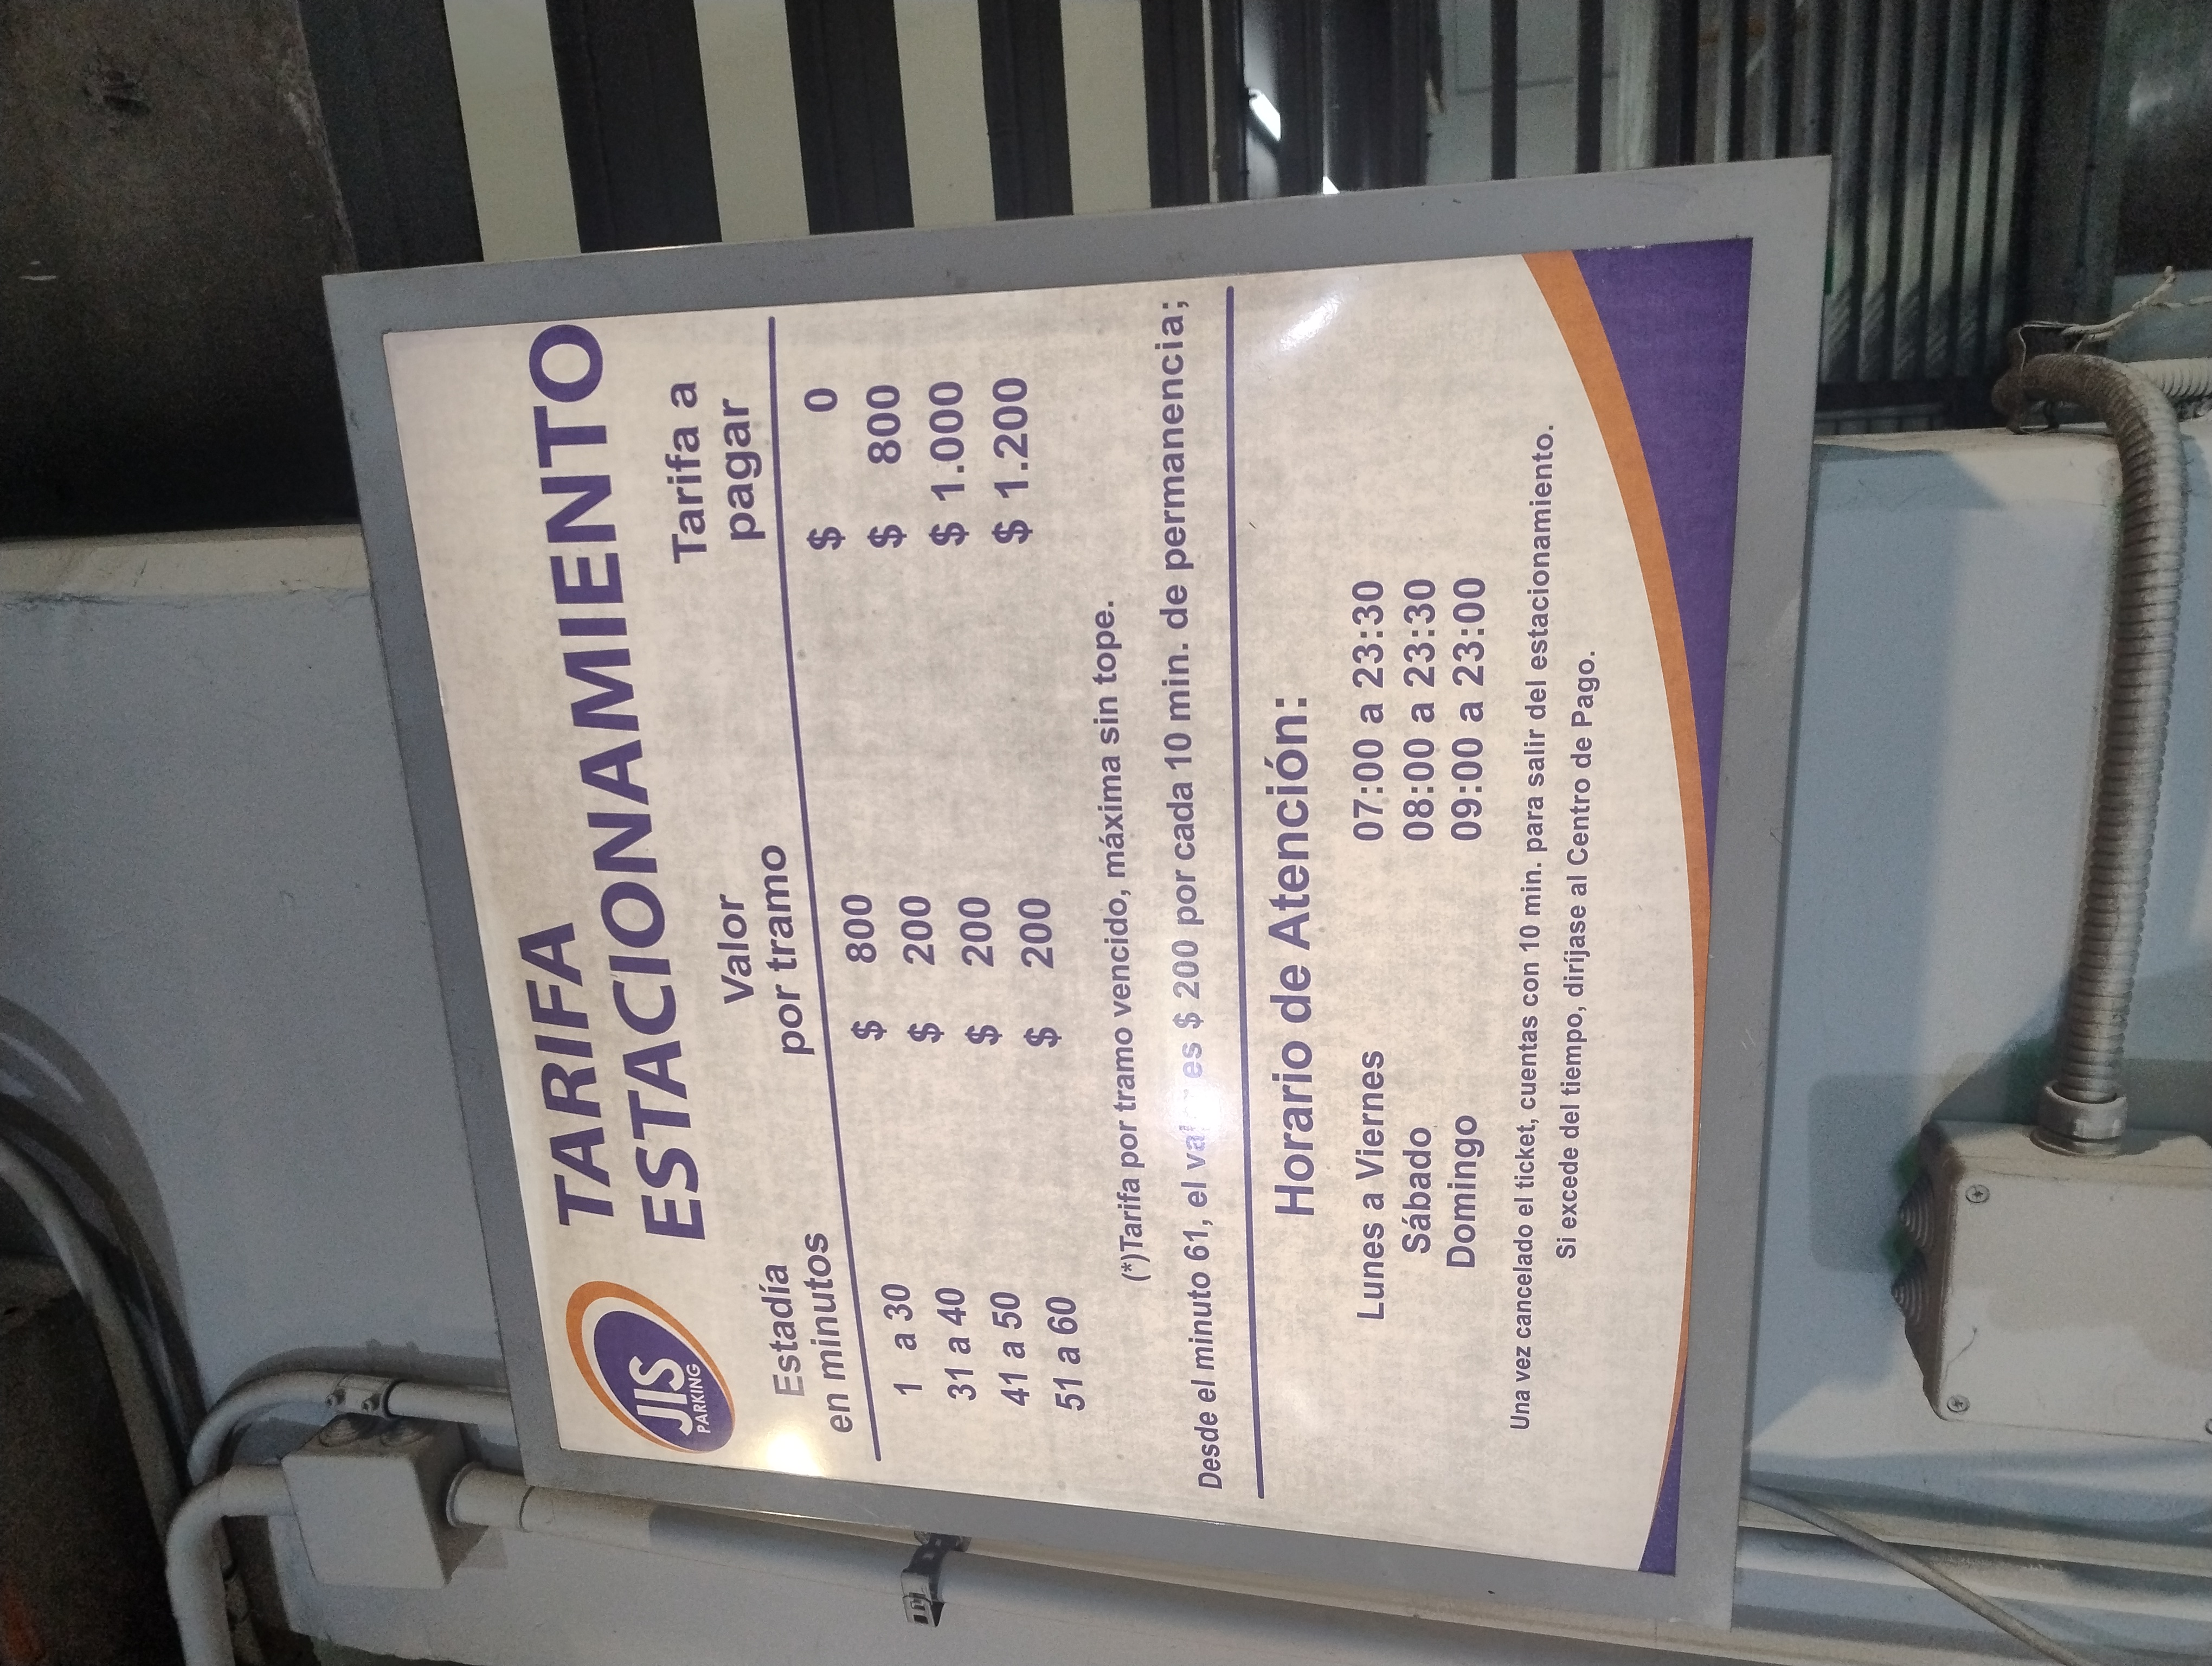 JIS
PARKING
TARIFA
ESTACIONAMIENTO
Estadía
en minutos
Valor
por tramo
Tarifa a
pagar
1 a 30 $ 800 $ 0
31 a 40 $ 200 $ 800
41 a 50 $ 200 $ 1.000
51 a 60 $ 200 $ 1.200
(*)Tarifa por tramo vencido, máxima sin tope.
Desde el minuto 61, el valor es $ 200 por cada 10 min. de permanencia;
Horario de Atención:
Lunes a Viernes 07:00 a 23:30
Sábado 08:00 a 23:30
Domingo 09:00 a 23:00
Una vez cancelado el ticket, cuentas con 10 min. para salir del estacionamiento.
Si excede del tiempo, diríjase al Centro de Pago.